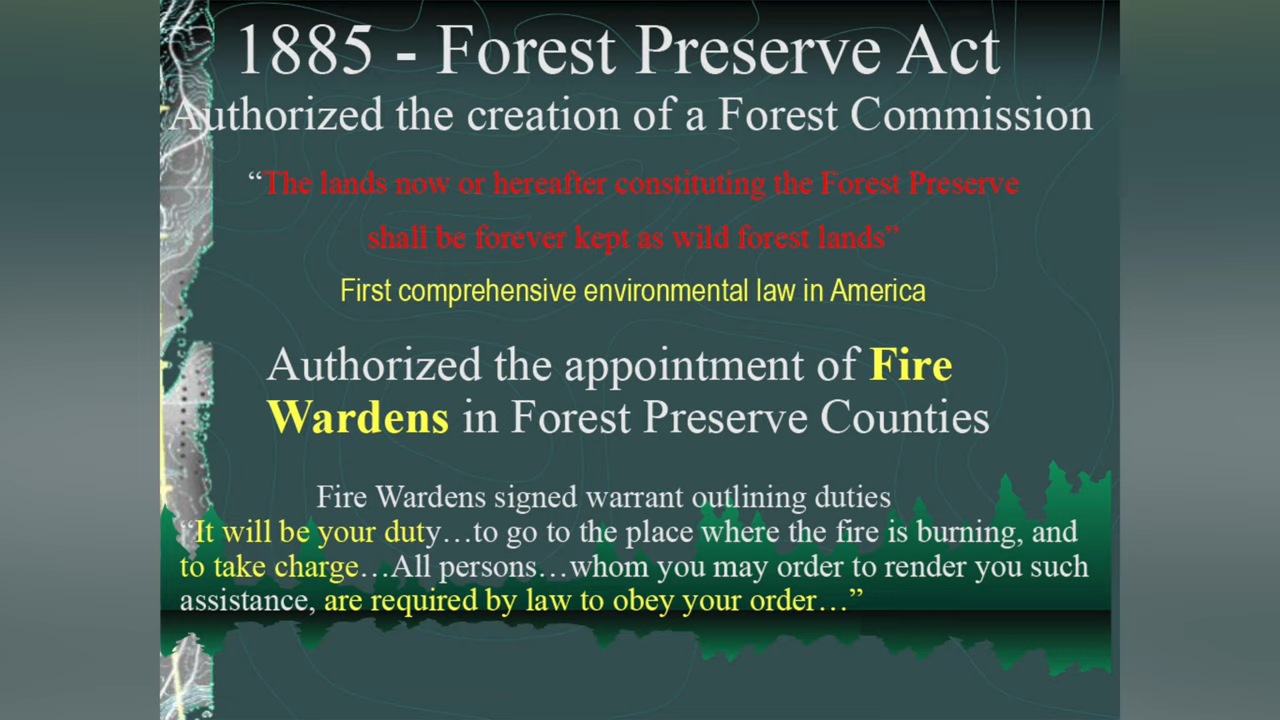 1885 - Forest Preserve Act
Authorized the creation of a Forest Commission
“The lands now or hereafter constituting the Forest Preserve
shall be forever kept as wild forest lands”
First comprehensive environmental law in America
Authorized the appointment of Fire
Wardens in Forest Preserve Counties
Fire Wardens signed warrant outlining duties
“It will be your duty…to go to the place where the fire is burning, and
to take charge…All persons…whom you may order to render you such
assistance, are required by law to obey your order…”